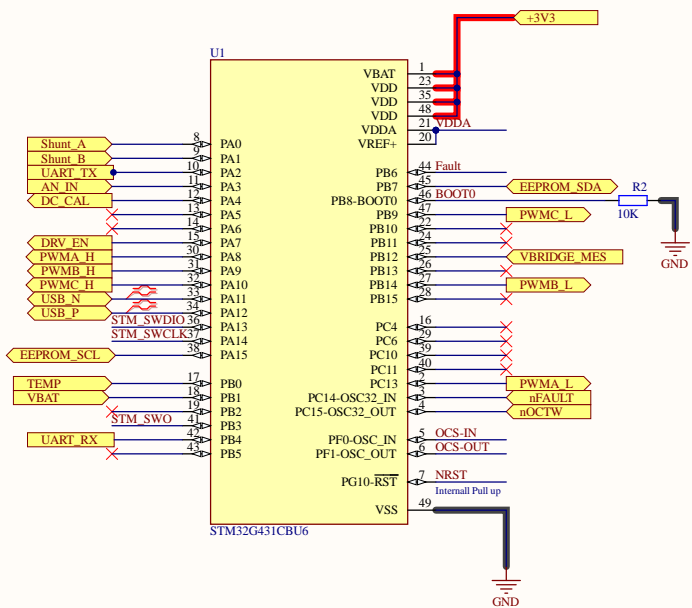 +3V3
U1
VBAT 1
VDD 23
VDD 35
VDD 48
VDDA 21 VDDA
VREF+ 20
Shunt_A 8 PA0
Shunt_B 9 PA1
UART_TX 10 PA2
AN_IN 11 PA3
DC_CAL 12 PA4
13 PA5
14 PA6
DRV_EN 15 PA7
PWMA_H 30 PA8
PWMB_H 31 PA9
PWMC_H 32 PA10
USB_N 33 PA11
USB_P 34 PA12
STM_SWDIO 36 PA13
STM_SWCLK 37 PA14
EEPROM_SCL 38 PA15
TEMP 17 PB0
VBAT 18 PB1
19 PB2
STM_SWO 41 PB3
UART_RX 42 PB4
43 PB5
PB6 44 Fault
PB7 45 EEPROM_SDA
PB8-BOOT0 46 BOOT0
R2
10K
GND
PB9 47 PWMC_L
PB10 22
PB11 24
PB12 25 VBRIDGE_MES
PB13 26
PB14 27 PWMB_L
PB15 28
PC4 16
PC6 29
PC10 39
PC11 40
PC13 2 PWMA_L
PC14-OSC32_IN 3 nFAULT
PC15-OSC32_OUT 4 nOCTW
PF0-OSC_IN 5 OCS-IN
PF1-OSC_OUT 6 OCS-OUT
PG10-RST 7 NRST
Internall Pull up
VSS 49
STM32G431CBU6
GND